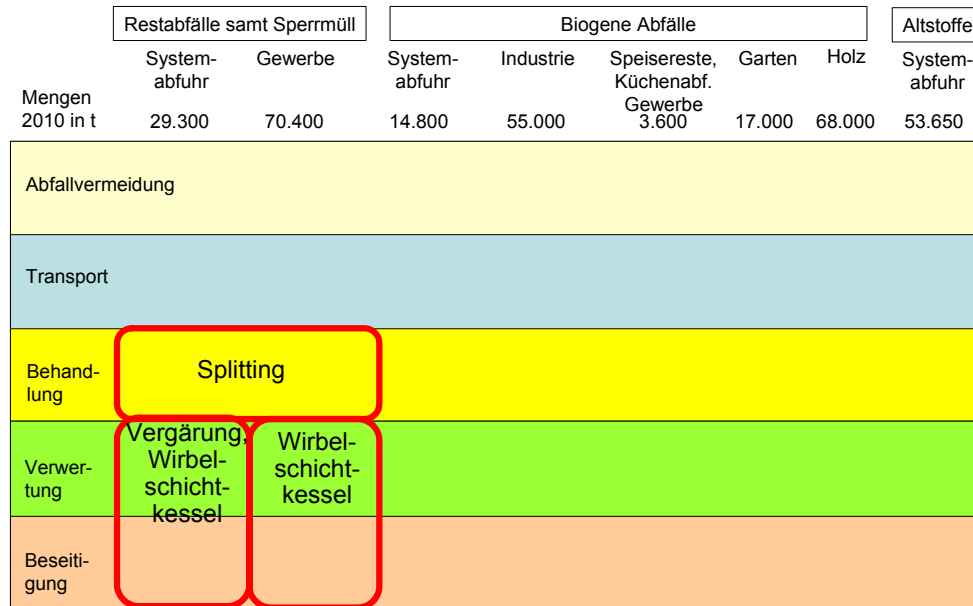 Restabfälle samt Sperrmüll Biogene Abfälle Altstoffe
System- Gewerbe System- Industrie Speisereste, Garten Holz System-
abfuhr abfuhr Küchenabf. abfuhr
Mengen Gewerbe
2010 in t 29.300 70.400 14.800 55.000 3.600 17.000 68.000 53.650
Abfallvermeidung
Transport
Behand-
lung
Splitting
Verwer-
tung
Vergärung,
Wirbel-
schicht-
kessel
Wirbel-
schicht-
kessel
Beseiti-
gung